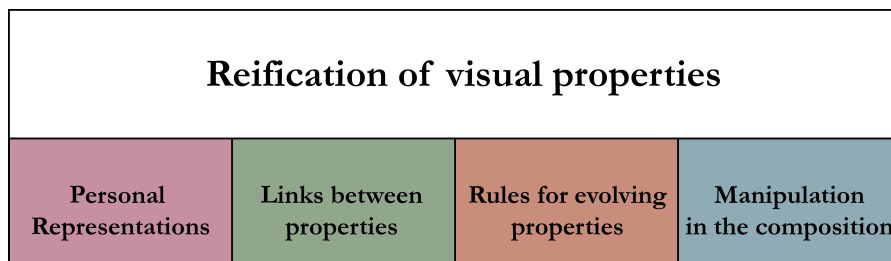 Reification of visual properties
Personal
Representations
Links between
properties
Rules for evolving
properties
Manipulation
in the composition